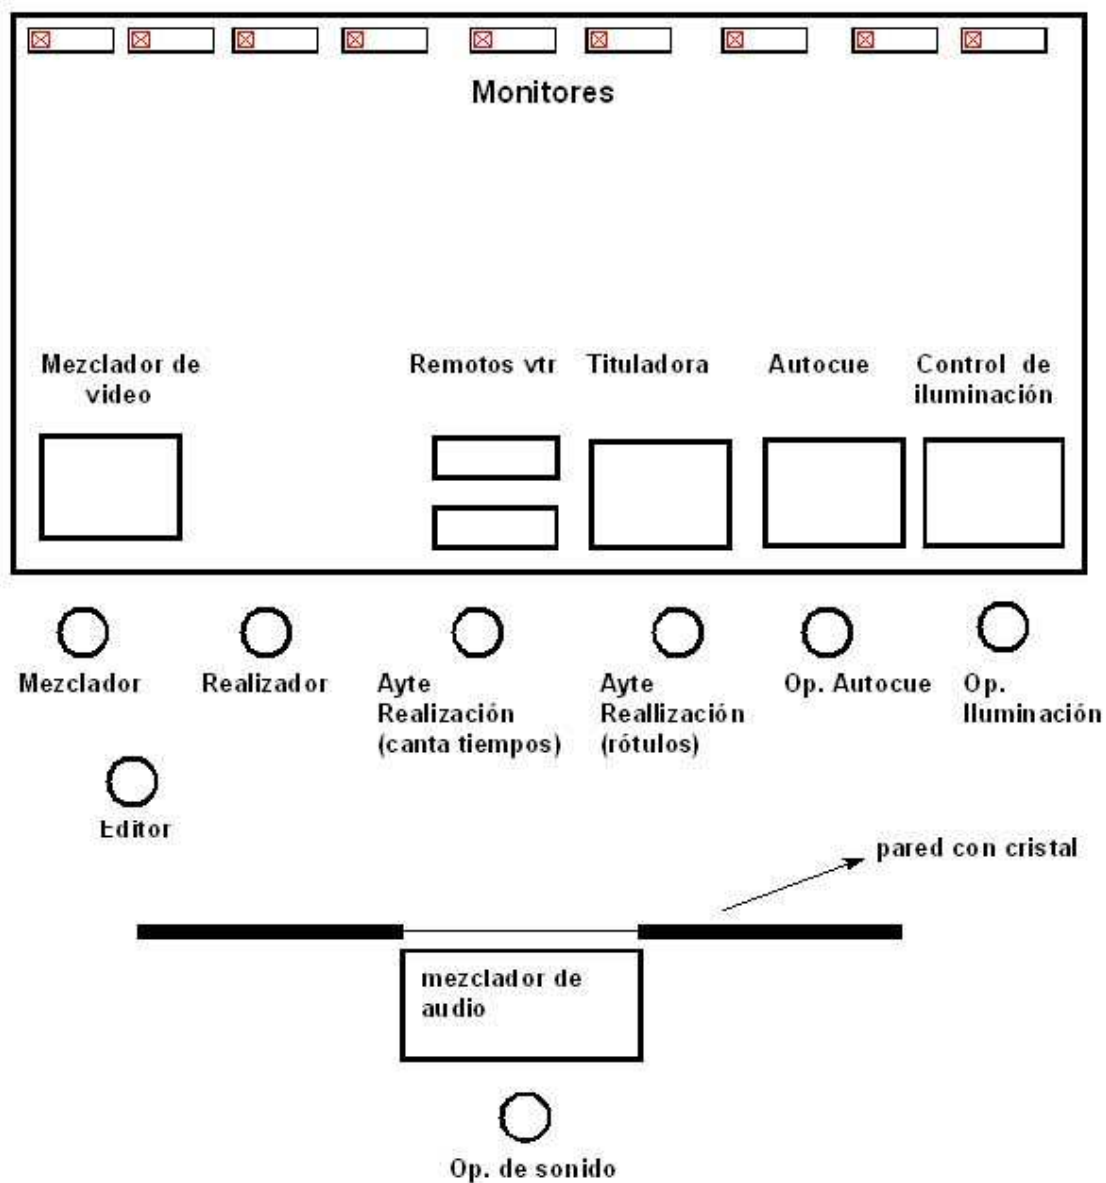 Monitores
Mezclador de
video
Remotos vtr
Tituladora
Autocue
Control de
iluminación
Mezclador
Realizador
Ayte
Realización
(canta tiempos)
Ayte
Reallización
(rótulos)
Op. Autocue
Op.
Iluminación
Editor
pared con cristal
mezclador de
audio
Op. de sonido